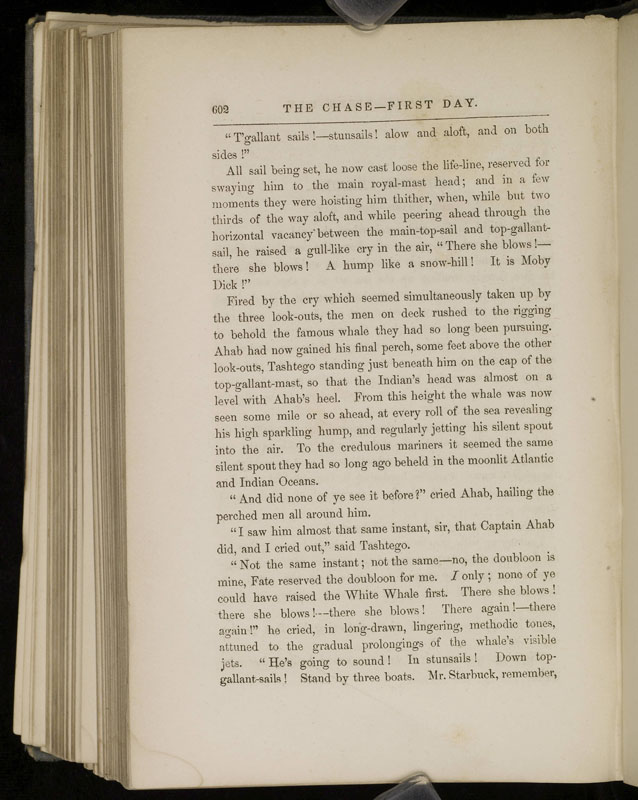 602 THE CHASE—FIRST DAY.
“T’gallant sails!—stunsails! alow and aloft, and on both
sides!”
All sail being set, he now cast loose the life-line, reserved for
swaying him to the main royal-mast head; and in a few
moments they were hoisting him thither, when, while but two
thirds of the way aloft, and while peering ahead through the
horizontal vacancy between the main-top-sail and top-gallant-
sail, he raised a gull-like cry in the air, “There she blows!—
there she blows! A hump like a snow-hill! It is Moby
Dick!”
Fired by the cry which seemed simultaneously taken up by
the three look-outs, the men on deck rushed to the rigging
to behold the famous whale they had so long been pursuing.
Ahab had now gained his final perch, some feet above the other
look-outs, Tashtego standing just beneath him on the cap of the
top-gallant-mast, so that the Indian’s head was almost on a
level with Ahab’s heel. From this height the whale was now
seen some mile or so ahead, at every roll of the sea revealing
his high sparkling hump, and regularly jetting his silent spout
into the air. To the credulous mariners it seemed the same
silent spout they had so long ago beheld in the moonlit Atlantic
and Indian Oceans.
“And did none of ye see it before?” cried Ahab, hailing the
perched men all around him.
“I saw him almost that same instant, sir, that Captain Ahab
did, and I cried out,” said Tashtego.
“Not the same instant; not the same—no, the doubloon is
mine, Fate reserved the doubloon for me. I only; none of ye
could have raised the White Whale first. There she blows!
there she blows!—there she blows! There again!—there
again!” he cried, in long-drawn, lingering, methodic tones,
attuned to the gradual prolongings of the whale’s visible
jets. “He’s going to sound! In stunsails! Down top-
gallant-sails! Stand by three boats. Mr. Starbuck, remember,